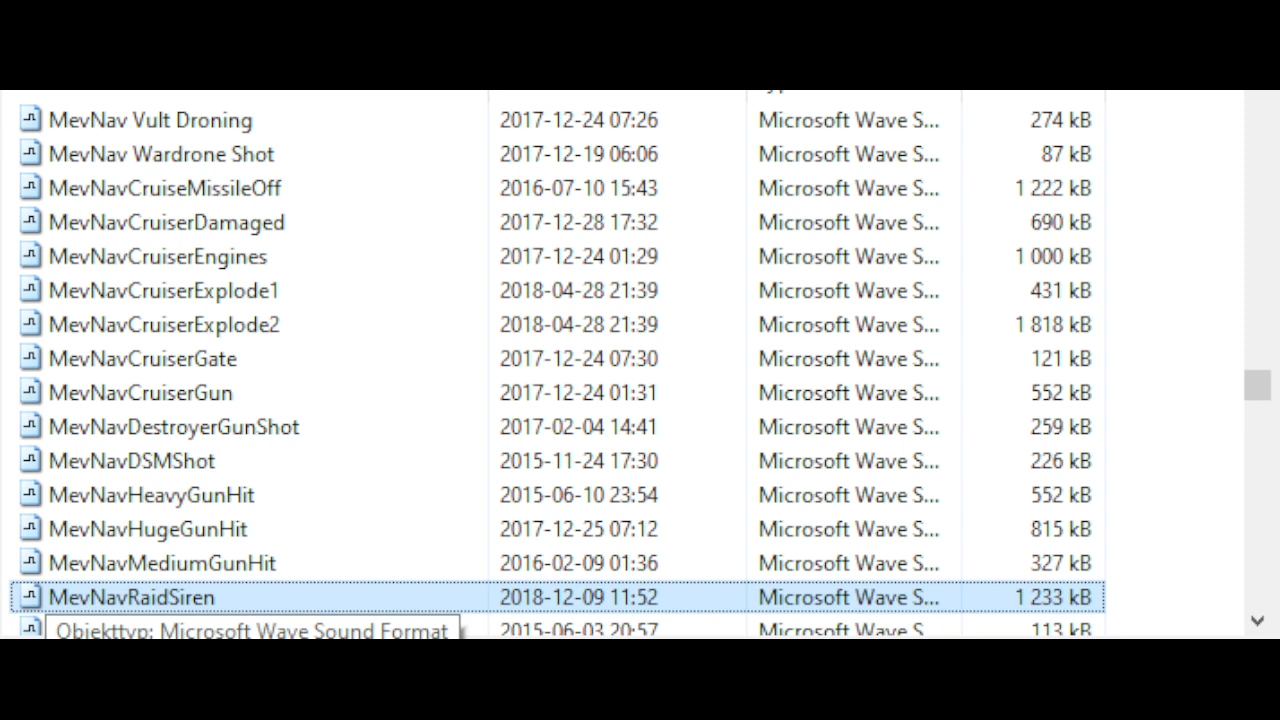 MevNav Vult Droning 2017-12-24 07:26 Microsoft Wave S... 274 kB
MevNav Wardrone Shot 2017-12-19 06:06 Microsoft Wave S... 87 kB
MevNavCruiseMissileOff 2016-07-10 15:43 Microsoft Wave S... 1 222 kB
MevNavCruiserDamaged 2017-12-28 17:32 Microsoft Wave S... 690 kB
MevNavCruiserEngines 2017-12-24 01:29 Microsoft Wave S... 1 000 kB
MevNavCruiserExplode1 2018-04-28 21:39 Microsoft Wave S... 431 kB
MevNavCruiserExplode2 2018-04-28 21:39 Microsoft Wave S... 1 818 kB
MevNavCruiserGate 2017-12-24 07:30 Microsoft Wave S... 121 kB
MevNavCruiserGun 2017-12-24 01:31 Microsoft Wave S... 552 kB
MevNavDestroyerGunShot 2017-02-04 14:41 Microsoft Wave S... 259 kB
MevNavDSMShot 2015-11-24 17:30 Microsoft Wave S... 226 kB
MevNavHeavyGunHit 2015-06-10 23:54 Microsoft Wave S... 552 kB
MevNavHugeGunHit 2017-12-25 07:12 Microsoft Wave S... 815 kB
MevNavMediumGunHit 2016-02-09 01:36 Microsoft Wave S... 327 kB
MevNavRaidSiren 2018-12-09 11:52 Microsoft Wave S... 1 233 kB
Objekttyp: Microsoft Wave Sound Format 2015-06-03 20:57 Microsoft Wave S... 113 kB